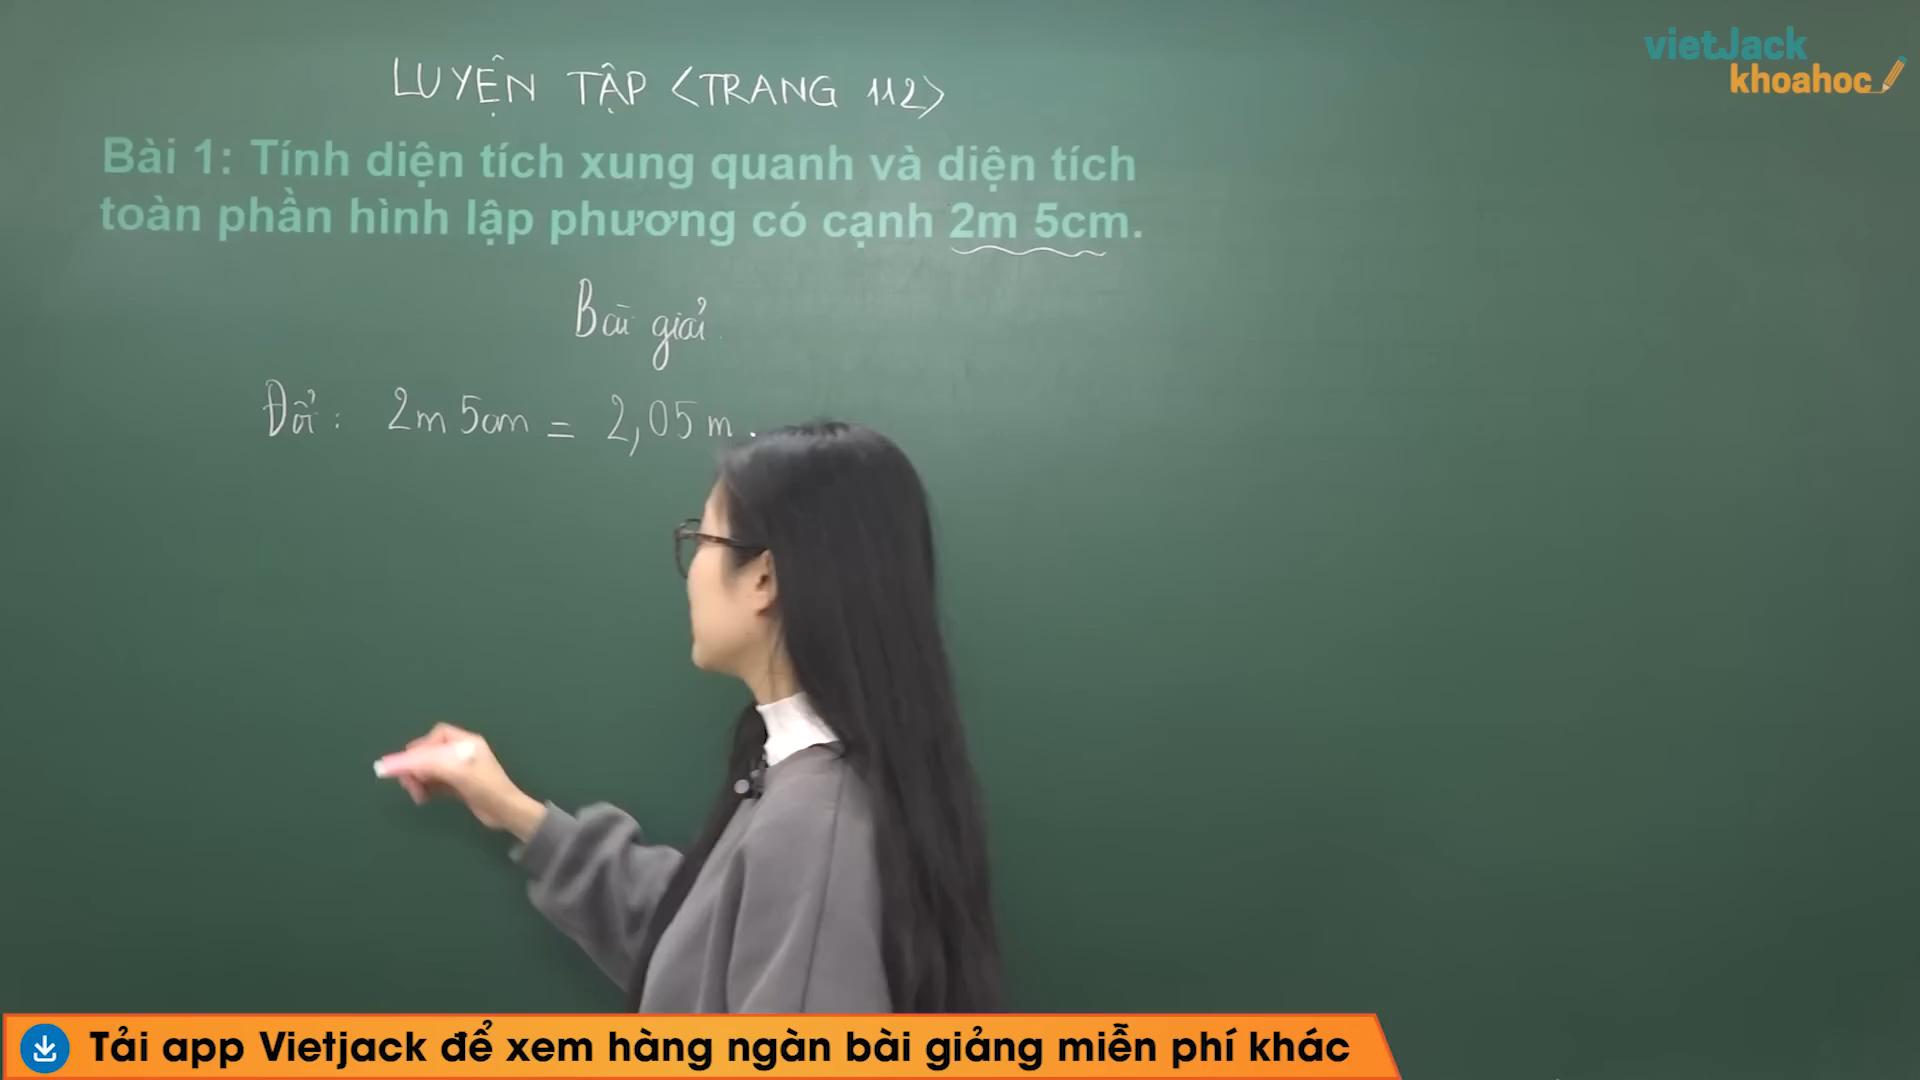 vietJack
khoahoc
LUYỆN TẬP <TRANG 112>
Bài 1: Tính diện tích xung quanh và diện tích
toàn phần hình lập phương có cạnh 2m 5cm.
Bài giải
Đổi: 2m 5cm = 2,05 m.
Tải app Vietjack để xem hàng ngàn bài giảng miễn phí khác